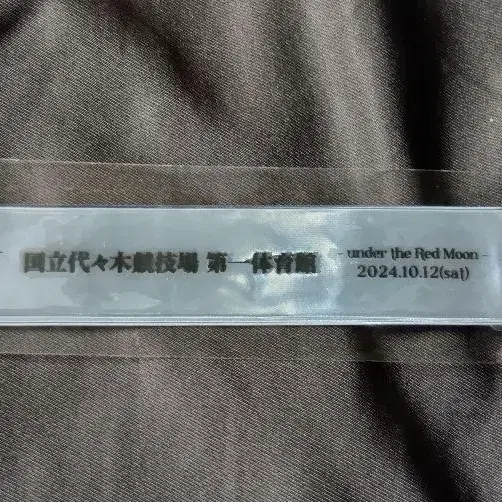 国立代々木競技場 第一体育館
- under the Red Moon -
2024.10.12(sat)